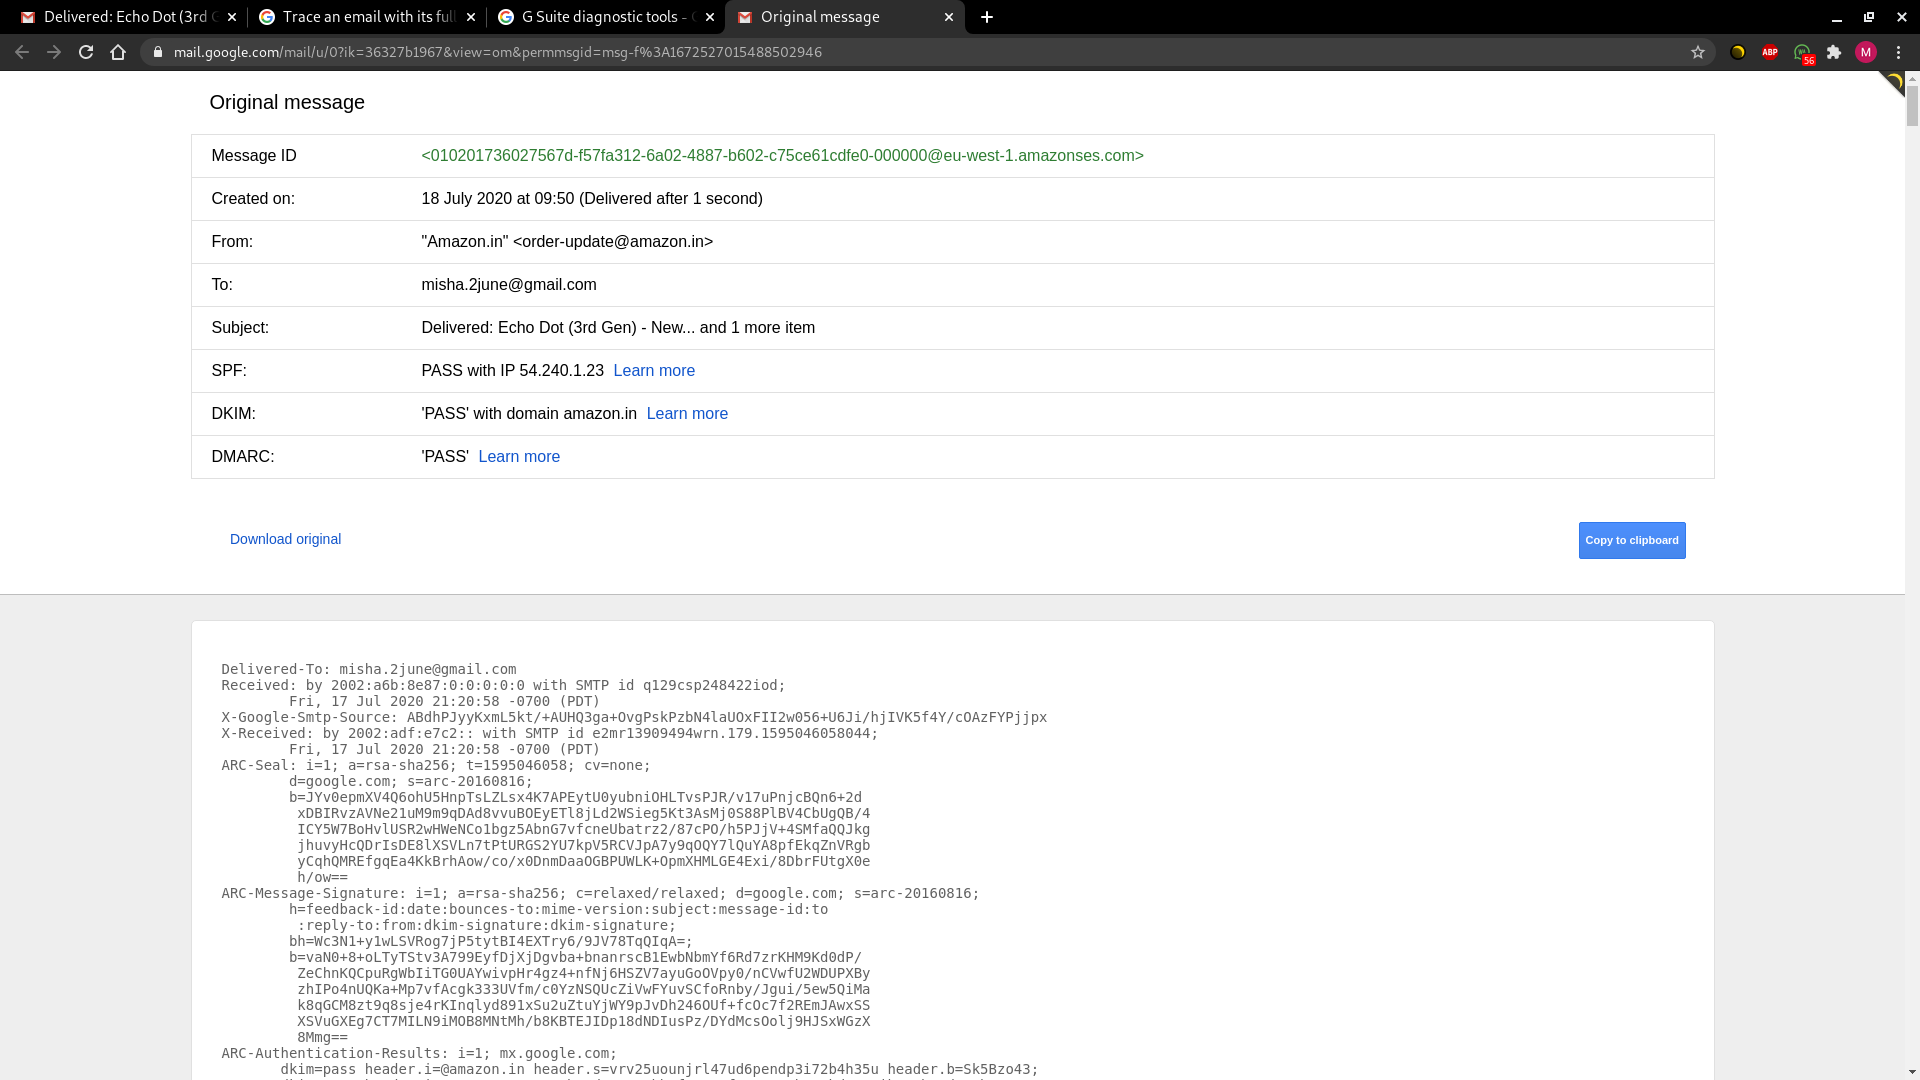 Delivered: Echo Dot (3rd G
Trace an email with its full
G Suite diagnostic tools -
Original message
mail.google.com/mail/u/0?ik=36327b1967&view=om&permmsgid=msg-f%3A1672527015488502946
ABP
56
M
Original message
Message ID <010201736027567d-f57fa312-6a02-4887-b602-c75ce61cdfe0-000000@eu-west-1.amazonses.com>
Created on: 18 July 2020 at 09:50 (Delivered after 1 second)
From: "Amazon.in" <order-update@amazon.in>
To: misha.2june@gmail.com
Subject: Delivered: Echo Dot (3rd Gen) - New... and 1 more item
SPF: PASS with IP 54.240.1.23 Learn more
DKIM: 'PASS' with domain amazon.in Learn more
DMARC: 'PASS' Learn more
Download original
Copy to clipboard
Delivered-To: misha.2june@gmail.com
Received: by 2002:a6b:8e87:0:0:0:0:0 with SMTP id q129csp248422iod;
Fri, 17 Jul 2020 21:20:58 -0700 (PDT)
X-Google-Smtp-Source: ABdhPJyyKxmL5kt/+AUHQ3ga+OvgPskPzbN4laUOxFII2w056+U6Ji/hjIVK5f4Y/cOAzFYPjjpx
X-Received: by 2002:adf:e7c2:: with SMTP id e2mr13909494wrn.179.1595046058044;
Fri, 17 Jul 2020 21:20:58 -0700 (PDT)
ARC-Seal: i=1; a=rsa-sha256; t=1595046058; cv=none;
d=google.com; s=arc-20160816;
b=JYv0epmXV4Q6ohU5HnpTsLZLsx4K7APEytU0yubniOHLTvsPJR/v17uPnjcBQn6+2d
xDBIRvzAVNe21uM9m9qDAd8vvuBOEyETl8jLd2WSieg5Kt3AsMj0S88PlBV4CbUgQB/4
ICY5W7BoHvlUSR2wHWeNCo1bgz5AbnG7vfcneUbatrz2/87cPO/h5PJjV+4SMfaQQJkg
jhuvyHcQDrIsDE8lXSVLn7tPtURGS2YU7kpV5RCVJpA7y9qOQY7lQuYA8pfEkqZnVRgb
yCqhQMREfgqEa4KkBrhAow/co/x0DnmDaaOGBPUWLK+OpmXHMLGE4Exi/8DbrFUtgX0e
h/ow==
ARC-Message-Signature: i=1; a=rsa-sha256; c=relaxed/relaxed; d=google.com; s=arc-20160816;
h=feedback-id:date:bounces-to:mime-version:subject:message-id:to
:reply-to:from:dkim-signature:dkim-signature;
bh=Wc3N1+y1wLSVRog7jP5tytBI4EXTry6/9JV78TqQIqA=;
b=vaN0+8+oLTyTStv3A799EyfDjXjDgvba+bnanrscB1EwbNbmYf6Rd7zrKHM9Kd0dP/
ZeChnKQCpuRgWbIiTG0UAYwivpHr4gz4+nfNj6HSZV7ayuGoOVpy0/nCVwfU2WDUPXBy
zhIPo4nUQKa+Mp7vfAcgk333UVfm/c0YzNSQUcZiVwFYuvSCfoRnby/Jgui/5ew5QiMa
k8qGCM8zt9q8sje4rKInqlyd891xSu2uZtuYjWY9pJvDh246OUf+fcOc7f2REmJAwxSS
XSVuGXEg7CT7MILN9iMOB8MNtMh/b8KBTEJIDp18dNDIusPz/DYdMcsOolj9HJSxWGzX
8Mmg==
ARC-Authentication-Results: i=1; mx.google.com;
dkim=pass header.i=@amazon.in header.s=vrv25uounjrl47ud6pendp3i72b4h35u header.b=Sk5Bzo43;